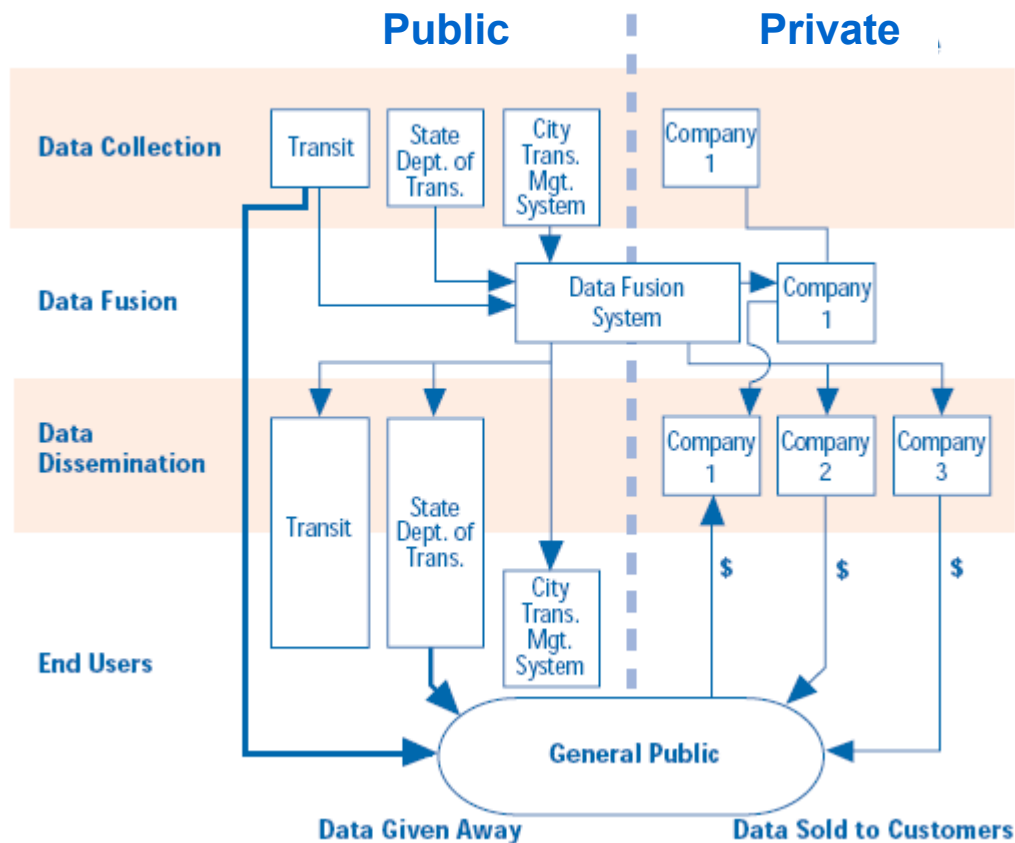 Public
Private
Data Collection
Transit
State
Dept. of
Trans.
City
Trans.
Mgt.
System
Company
1
Data Fusion
Data Fusion
System
Company
1
Data
Dissemination
Transit
State
Dept. of
Trans.
Company
1
Company
2
Company
3
$
$
$
End Users
City
Trans.
Mgt.
System
General Public
Data Given Away
Data Sold to Customers